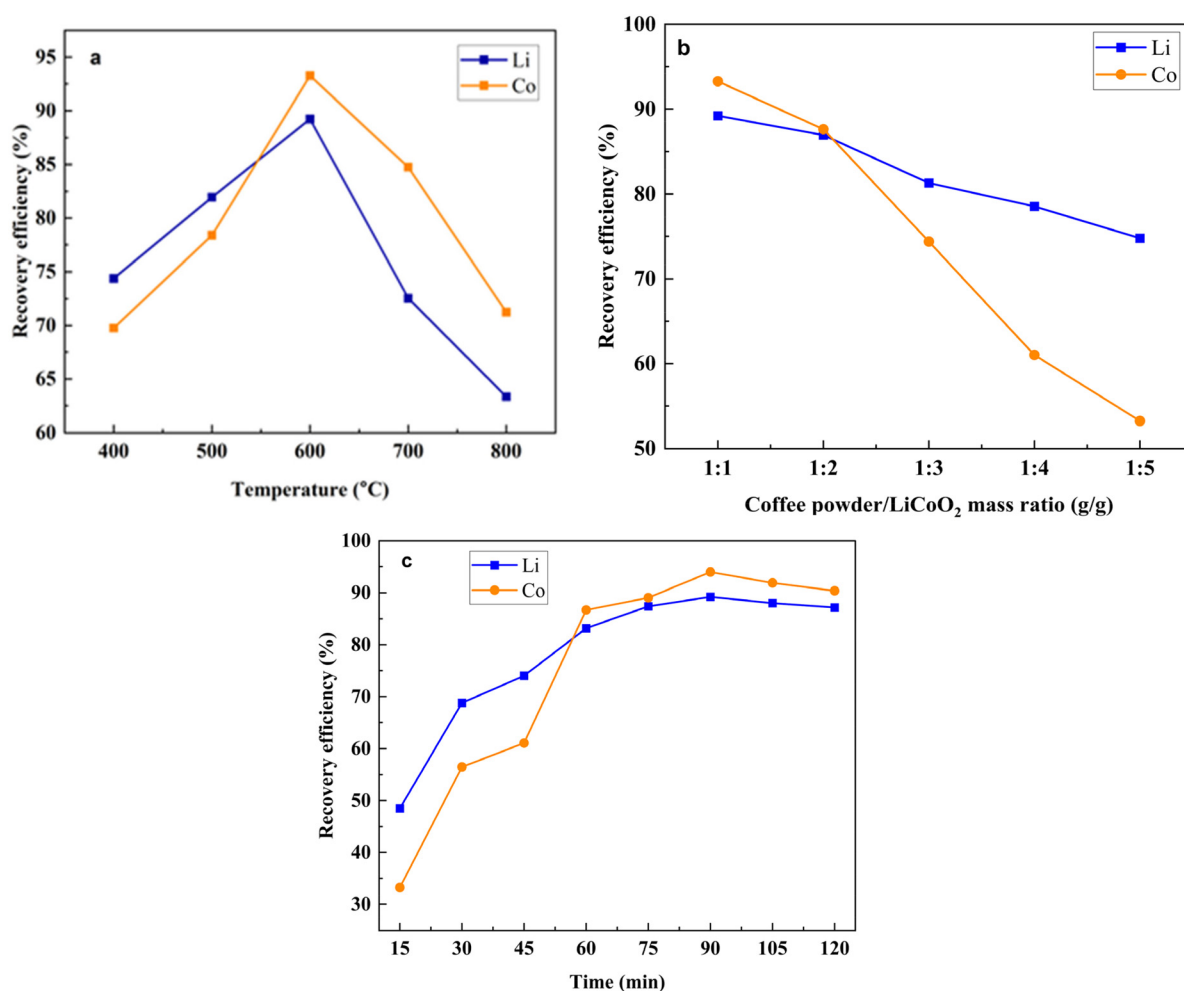 a
Li
Co
Recovery efficiency (%)
95
90
85
80
75
70
65
60
400 500 600 700 800
Temperature (°C)
b
Li
Co
Recovery efficiency (%)
100
90
80
70
60
50
1:1 1:2 1:3 1:4 1:5
Coffee powder/LiCoO₂ mass ratio (g/g)
c
Li
Co
Recovery efficiency (%)
100
90
80
70
60
50
40
30
15 30 45 60 75 90 105 120
Time (min)